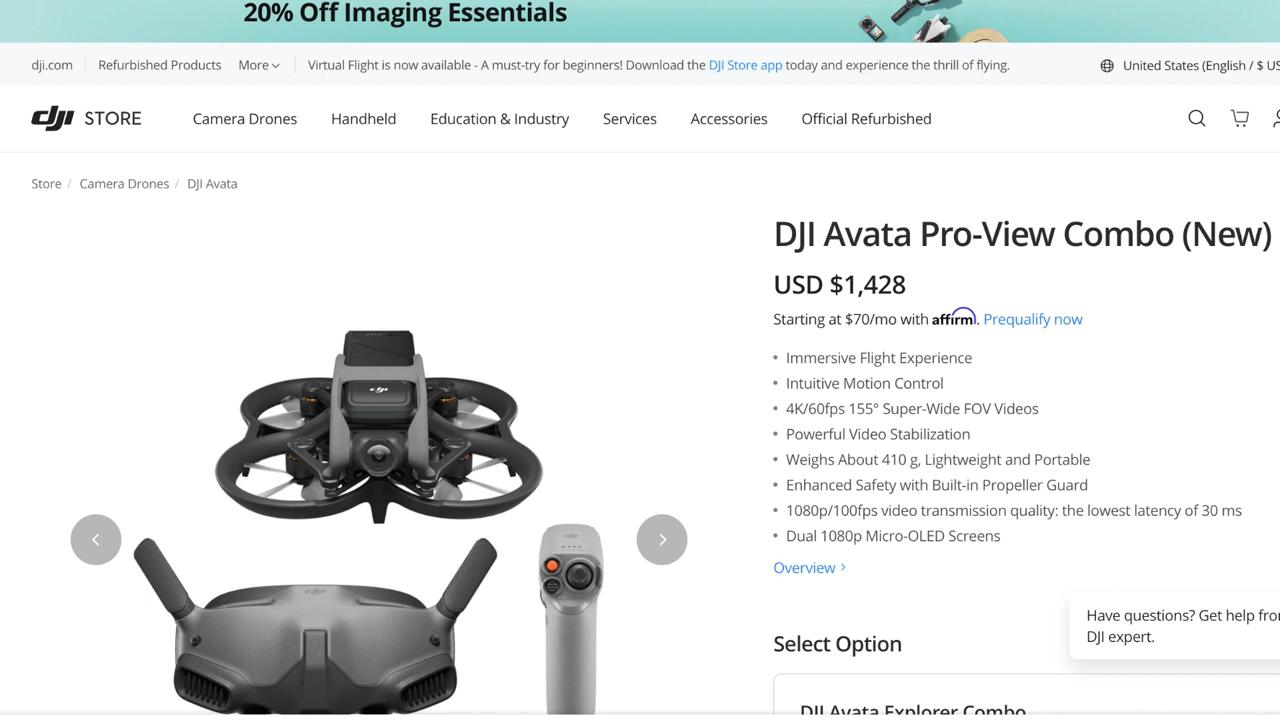 20% Off Imaging Essentials
dji.com
Refurbished Products
More
Virtual Flight is now available - A must-try for beginners! Download the DJI Store app today and experience the thrill of flying.
United States (English / $ US
dji STORE
Camera Drones
Handheld
Education & Industry
Services
Accessories
Official Refurbished
Store / Camera Drones / DJI Avata
DJI Avata Pro-View Combo (New)
USD $1,428
Starting at $70/mo with affirm. Prequalify now
• Immersive Flight Experience
• Intuitive Motion Control
• 4K/60fps 155° Super-Wide FOV Videos
• Powerful Video Stabilization
• Weighs About 410 g, Lightweight and Portable
• Enhanced Safety with Built-in Propeller Guard
• 1080p/100fps video transmission quality: the lowest latency of 30 ms
• Dual 1080p Micro-OLED Screens
Overview >
Have questions? Get help from
DJI expert.
Select Option
DJI Avata Explorer Combo
dji